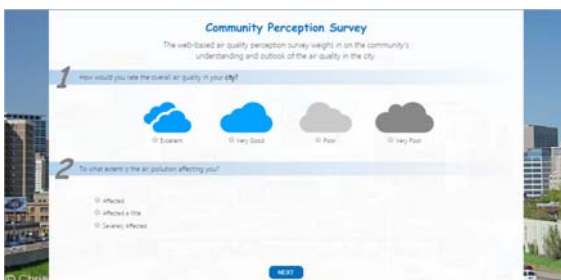 Community Perception Survey
The web-based air quality perception survey weighs in on the community's
understanding and outlook of the air quality in the city
1
How would you rate the overall air quality in your city?
Excellent
Very Good
Poor
Very Poor
2
To what extent is the air pollution affecting you?
Affected
Affected a little
Severely Affected
NEXT